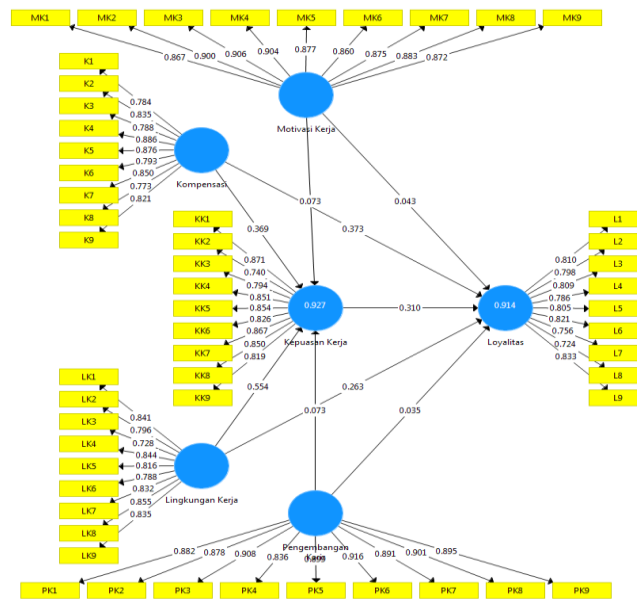 MK1 MK2 MK3 MK4 MK5 MK6 MK7 MK8 MK9
0.867 0.900 0.906 0.904 0.877 0.860 0.875 0.883 0.872
Motivasi Kerja
K1
K2
K3
K4
K5
K6
K7
K8
K9
0.784
0.835
0.788
0.886
0.876
0.793
0.850
0.773
0.821
Kompensasi
0.073
0.043
0.369
0.373
KK1
KK2
KK3
KK4
KK5
KK6
KK7
KK8
KK9
0.871
0.740
0.794
0.851
0.854
0.826
0.867
0.850
0.819
0.927
Kepuasan Kerja
0.310
0.914
Loyalitas
0.810
0.798
0.809
0.786
0.805
0.821
0.756
0.724
0.833
L1
L2
L3
L4
L5
L6
L7
L8
L9
LK1
LK2
LK3
LK4
LK5
LK6
LK7
LK8
LK9
0.841
0.796
0.728
0.844
0.816
0.788
0.832
0.855
0.835
Lingkungan Kerja
0.554
0.263
0.073
0.035
Pengembangan
0.882 0.878 0.908 0.836 0.916 0.891 0.901 0.895
PK1 PK2 PK3 PK4 PK5 PK6 PK7 PK8 PK9